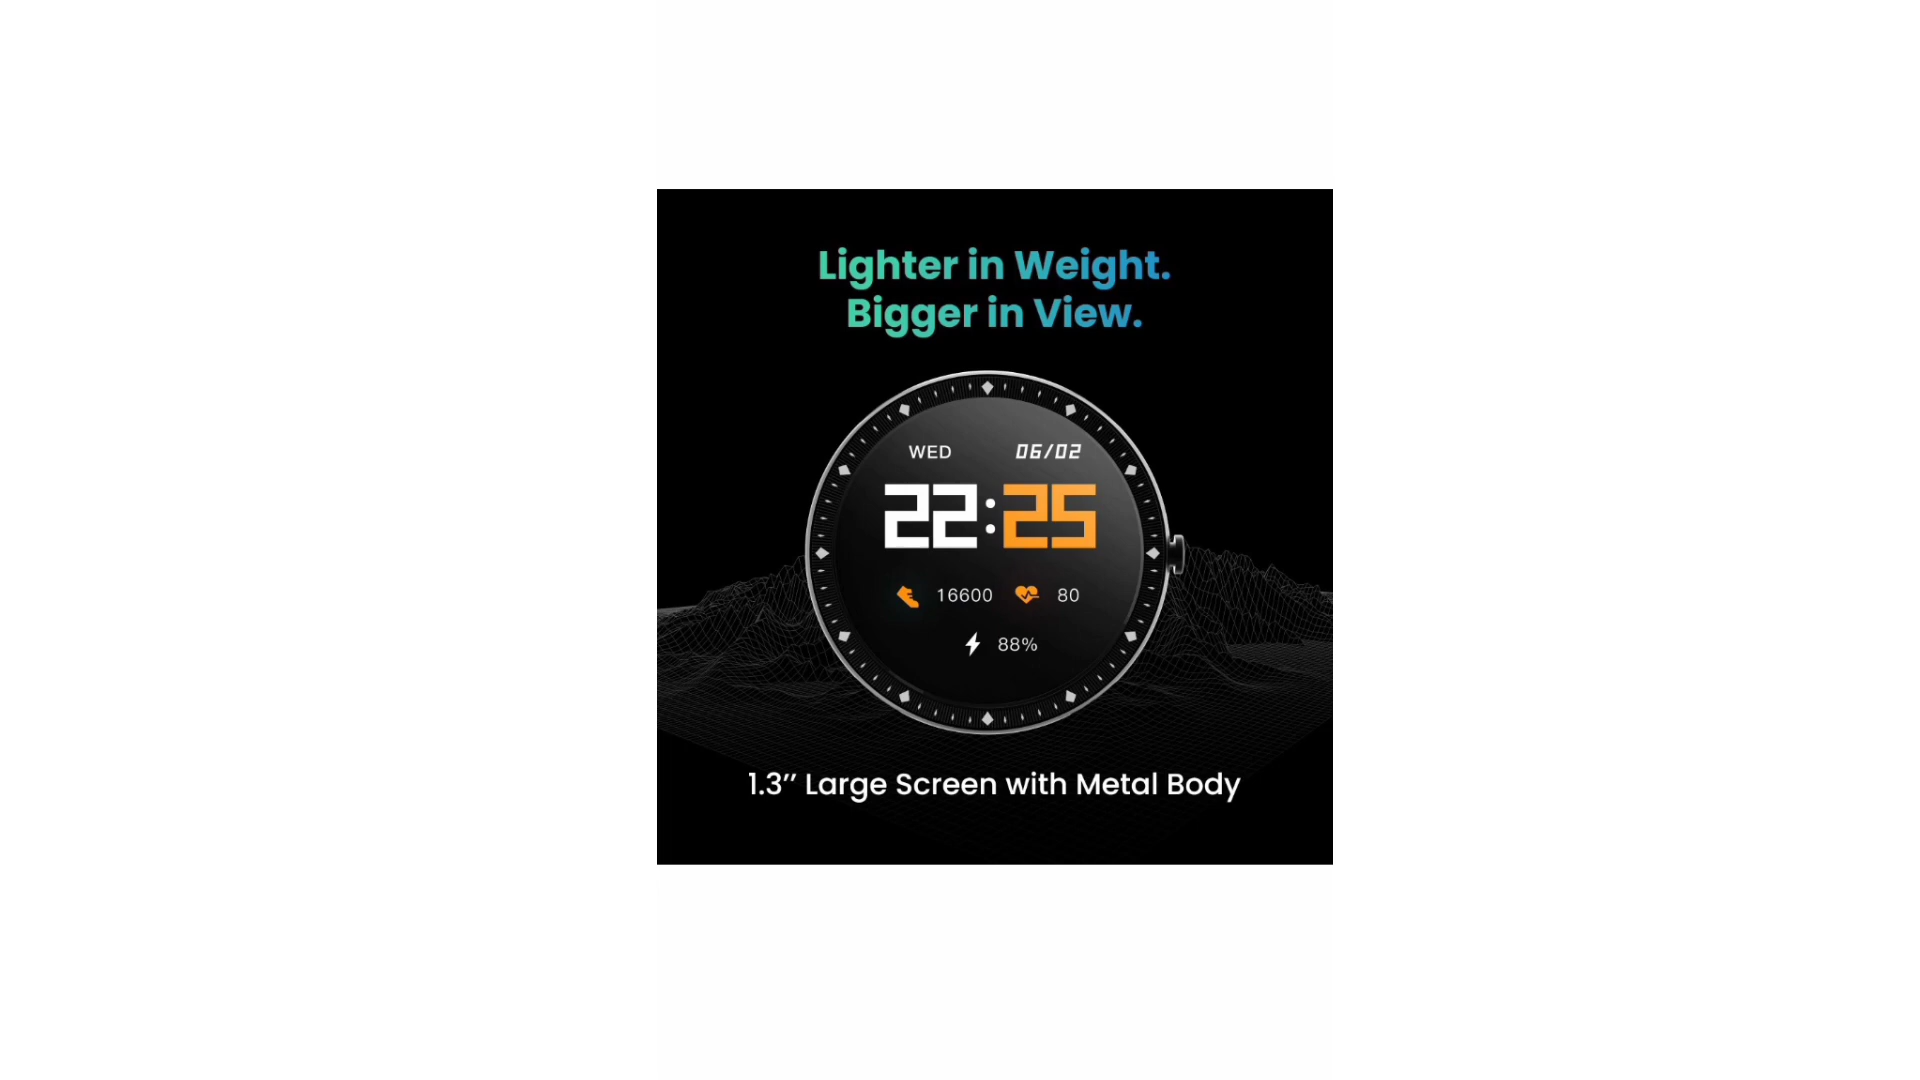 Lighter in Weight.
Bigger in View.
WED 06/02
22:25
16600 80
88%
1.3’’ Large Screen with Metal Body